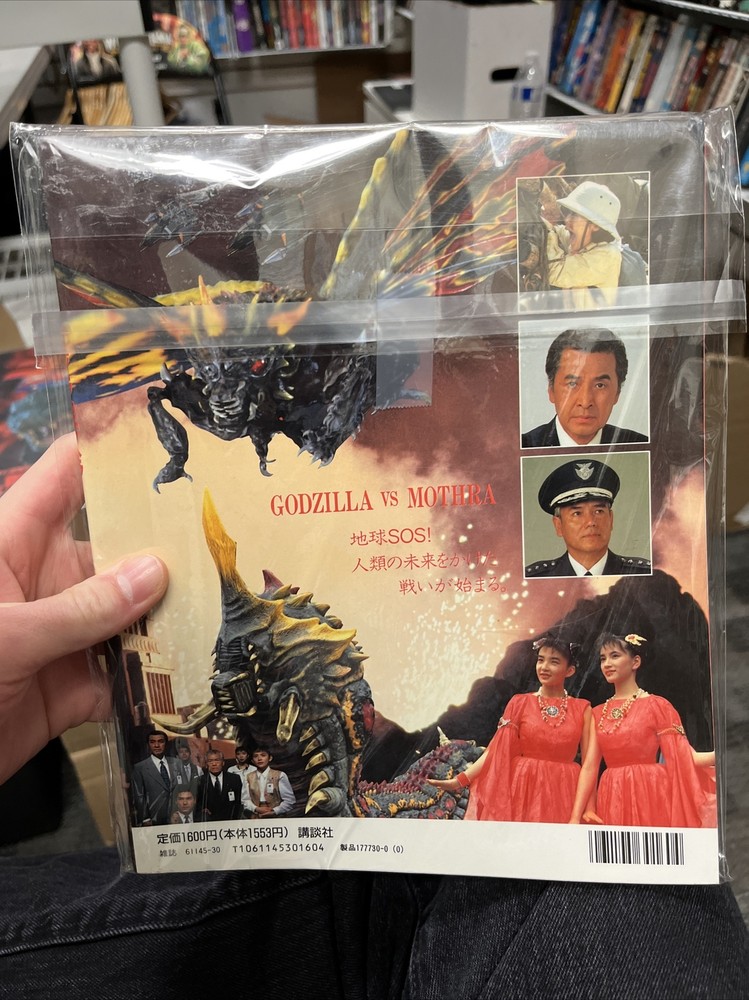 GODZILLA VS MOTHRA
地球SOS!
人類の未来をかけた
戦いが始まる。
定価1600円(本体1553円) 講談社
雑誌 61145-30 T1061145301604 製品177730-0 (0)